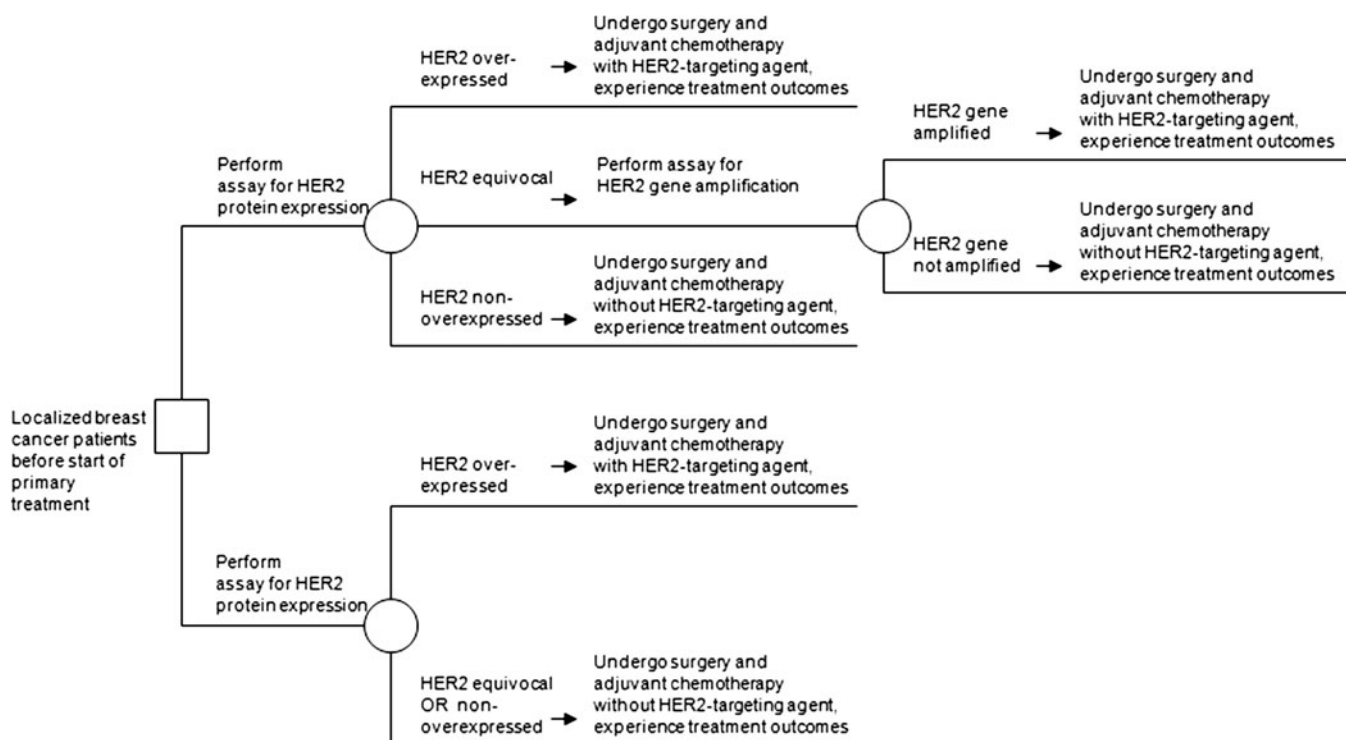 Localized breast
cancer patients
before start of
primary
treatment
Perform
assay for HER2
protein expression
HER2 over-
expressed
Undergo surgery and
adjuvant chemotherapy
with HER2-targeting agent,
experience treatment outcomes
HER2 equivocal
Perform assay for
HER2 gene amplification
HER2 gene
amplified
Undergo surgery and
adjuvant chemotherapy
with HER2-targeting agent,
experience treatment outcomes
HER2 gene
not amplified
Undergo surgery and
adjuvant chemotherapy
without HER2-targeting agent,
experience treatment outcomes
HER2 non-
overexpressed
Undergo surgery and
adjuvant chemotherapy
without HER2-targeting agent,
experience treatment outcomes
Perform
assay for HER2
protein expression
HER2 over-
expressed
Undergo surgery and
adjuvant chemotherapy
with HER2-targeting agent,
experience treatment outcomes
HER2 equivocal
OR non-
overexpressed
Undergo surgery and
adjuvant chemotherapy
without HER2-targeting agent,
experience treatment outcomes